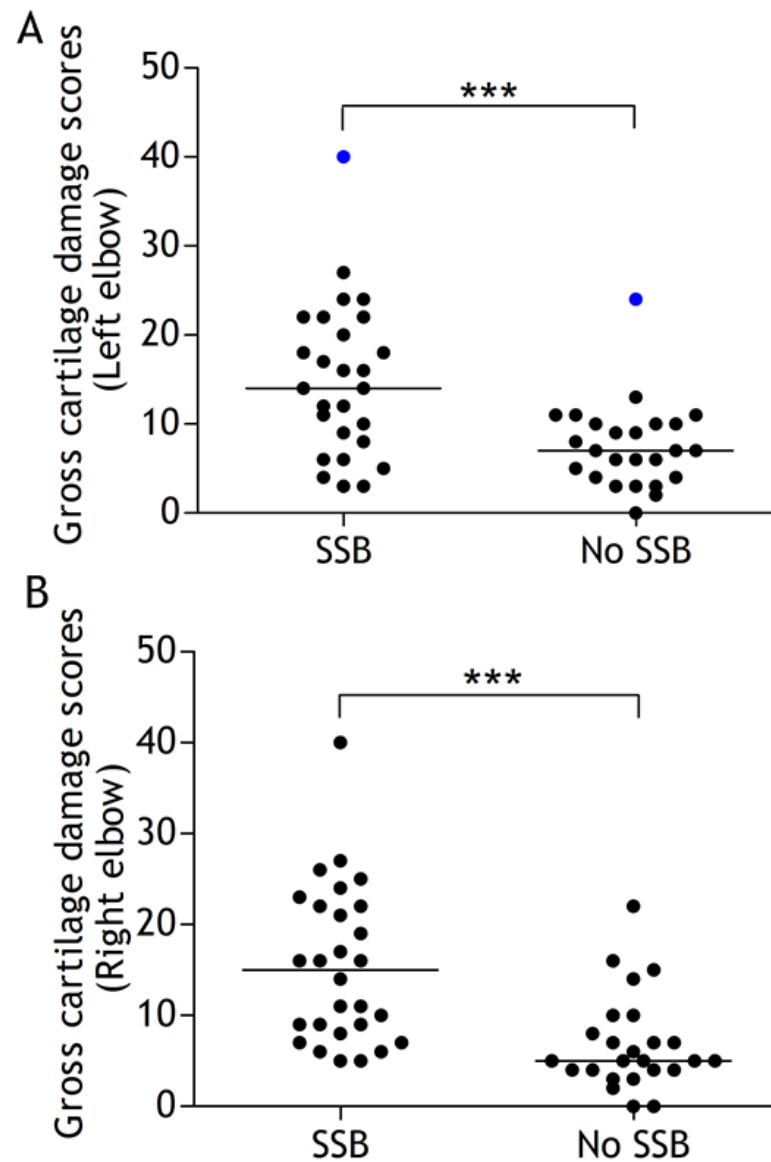 A
Gross cartilage damage scores
(Left elbow)
50
40
30
20
10
0
***
SSB
No SSB
B
Gross cartilage damage scores
(Right elbow)
50
40
30
20
10
0
***
SSB
No SSB